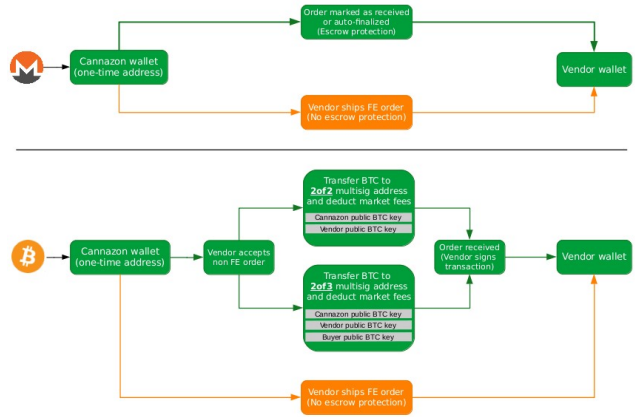 Order marked as received
or auto-finalized
(Escrow protection)
Cannazon wallet
(one-time address)
Vendor wallet
Vendor ships FE order
(No escrow protection)
Transfer BTC to
2of2 multisig address
and deduct market fees
Cannazon public BTC key
Vendor public BTC key
Cannazon wallet
(one-time address)
Vendor accepts
non FE order
Order received
(Vendor signs
transaction)
Vendor wallet
Transfer BTC to
2of3 multisig address
and deduct market fees
Cannazon public BTC key
Vendor public BTC key
Buyer public BTC key
Vendor ships FE order
(No escrow protection)